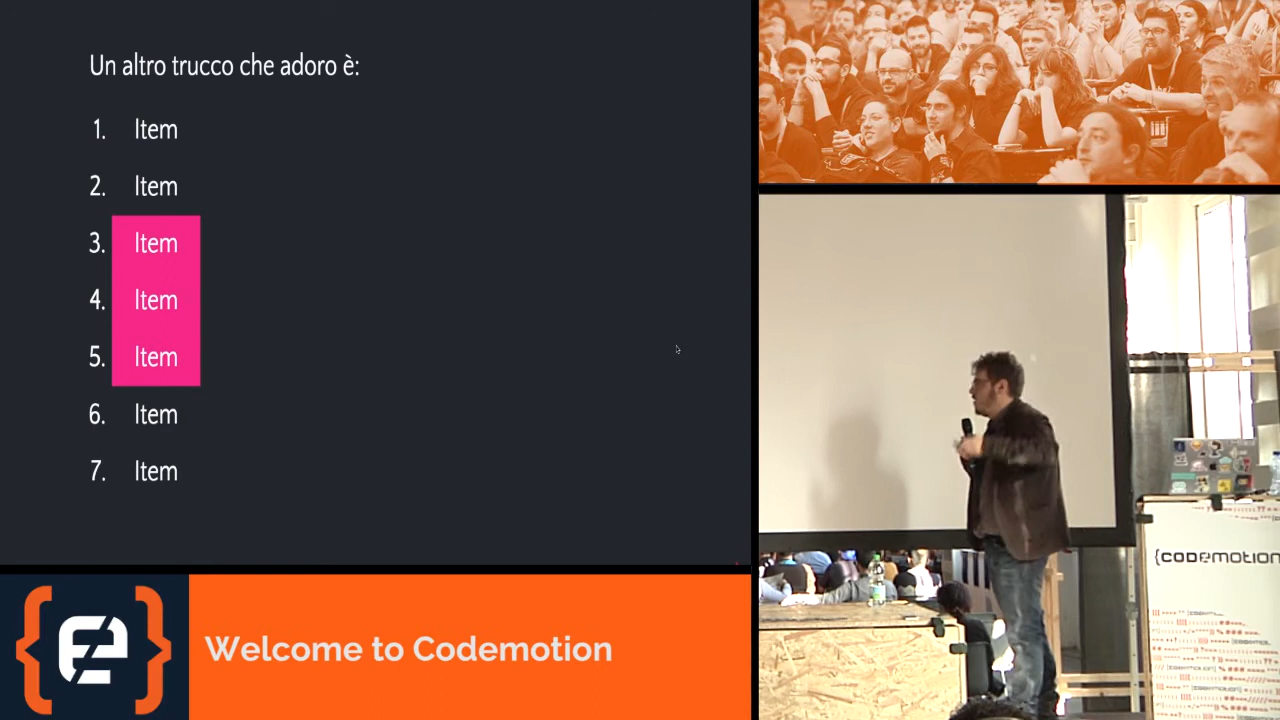 Un altro trucco che adoro è:
1. Item
2. Item
3. Item
4. Item
5. Item
6. Item
7. Item
Welcome to Codemotion
{codemotion